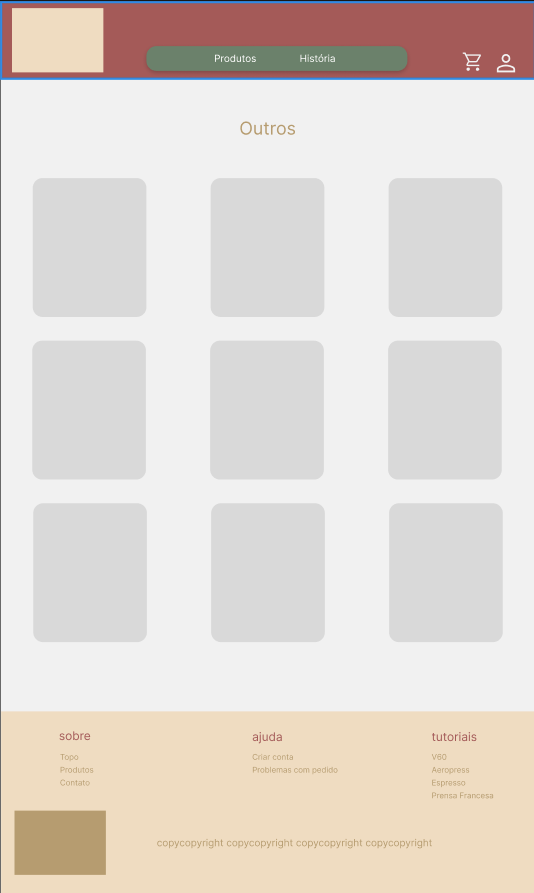 Produtos História
Outros
sobre
Topo
Produtos
Contato
ajuda
Criar conta
Problemas com pedido
tutoriais
V60
Aeropress
Espresso
Prensa Francesa
copycopyright copycopyright copycopyright copycopyright